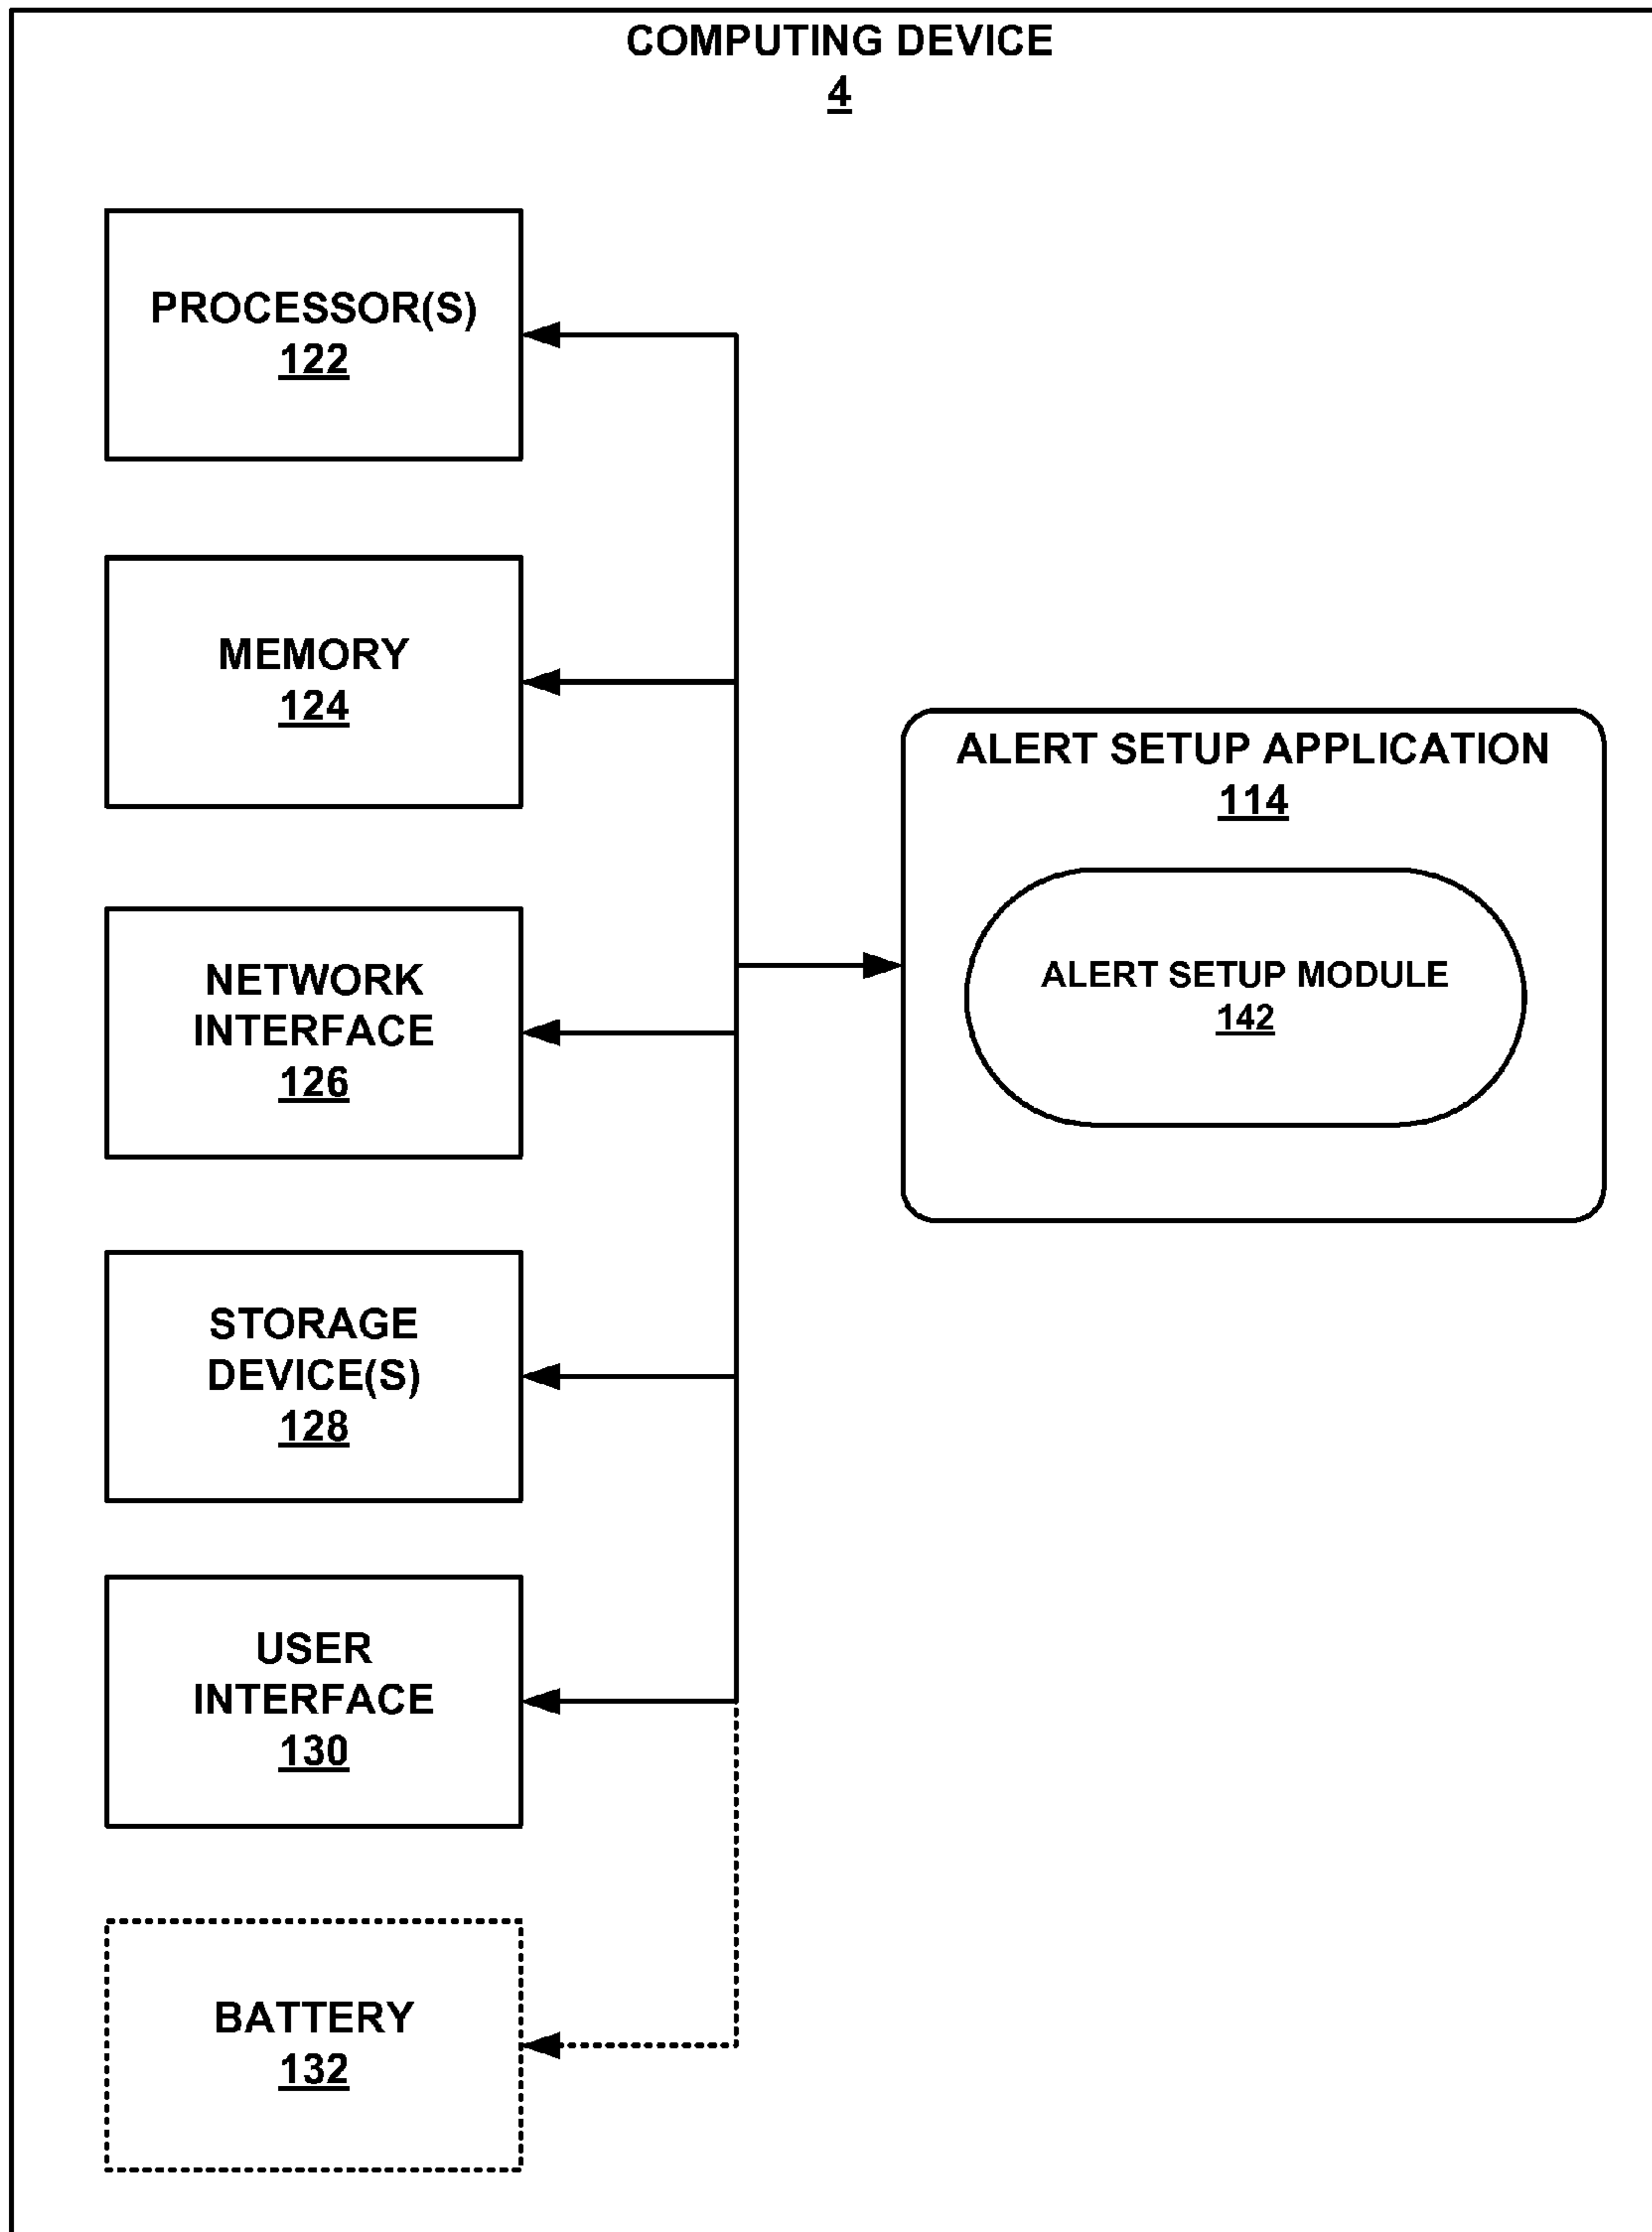 COMPUTING DEVICE
4
PROCESSOR(S)
122
MEMORY
124
NETWORK
INTERFACE
126
STORAGE
DEVICE(S)
128
USER
INTERFACE
130
BATTERY
132
ALERT SETUP APPLICATION
114
ALERT SETUP MODULE
142